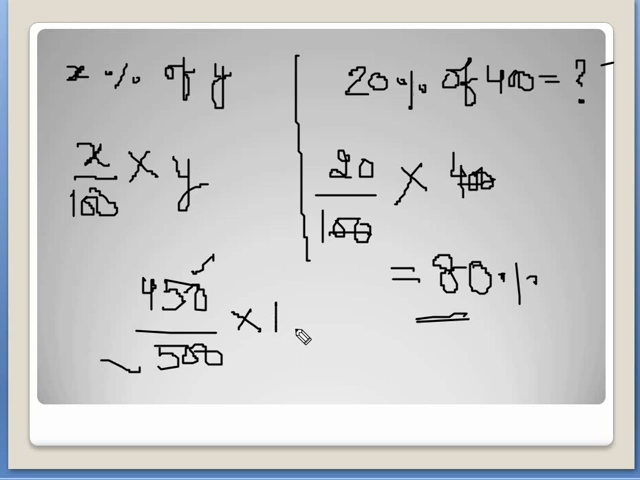 x % of y
x/100 × y
20% of 400 = ?
20/100 × 400
= 80%
450/500 × 1